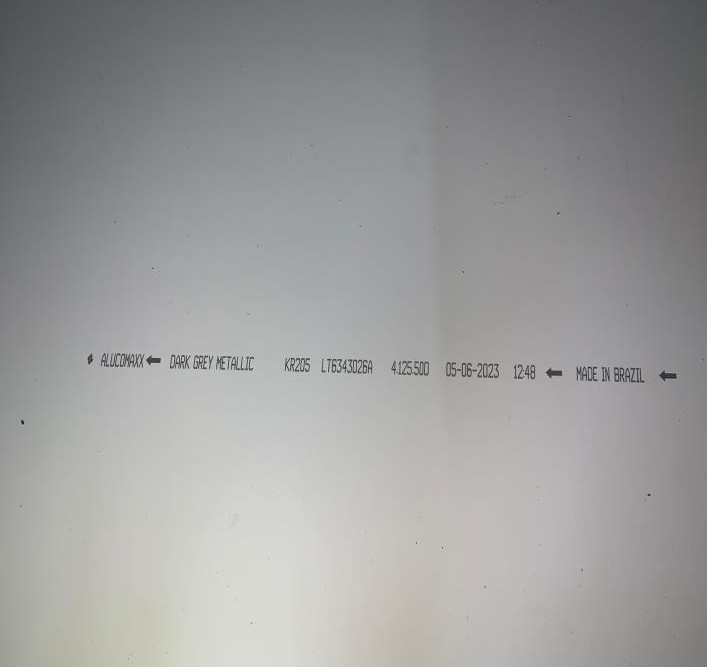 ALUCOMAXX ← DARK GREY METALLIC KR205 LT6343026A 4.125.500 05-06-2023 12:48 ← MADE IN BRAZIL ←